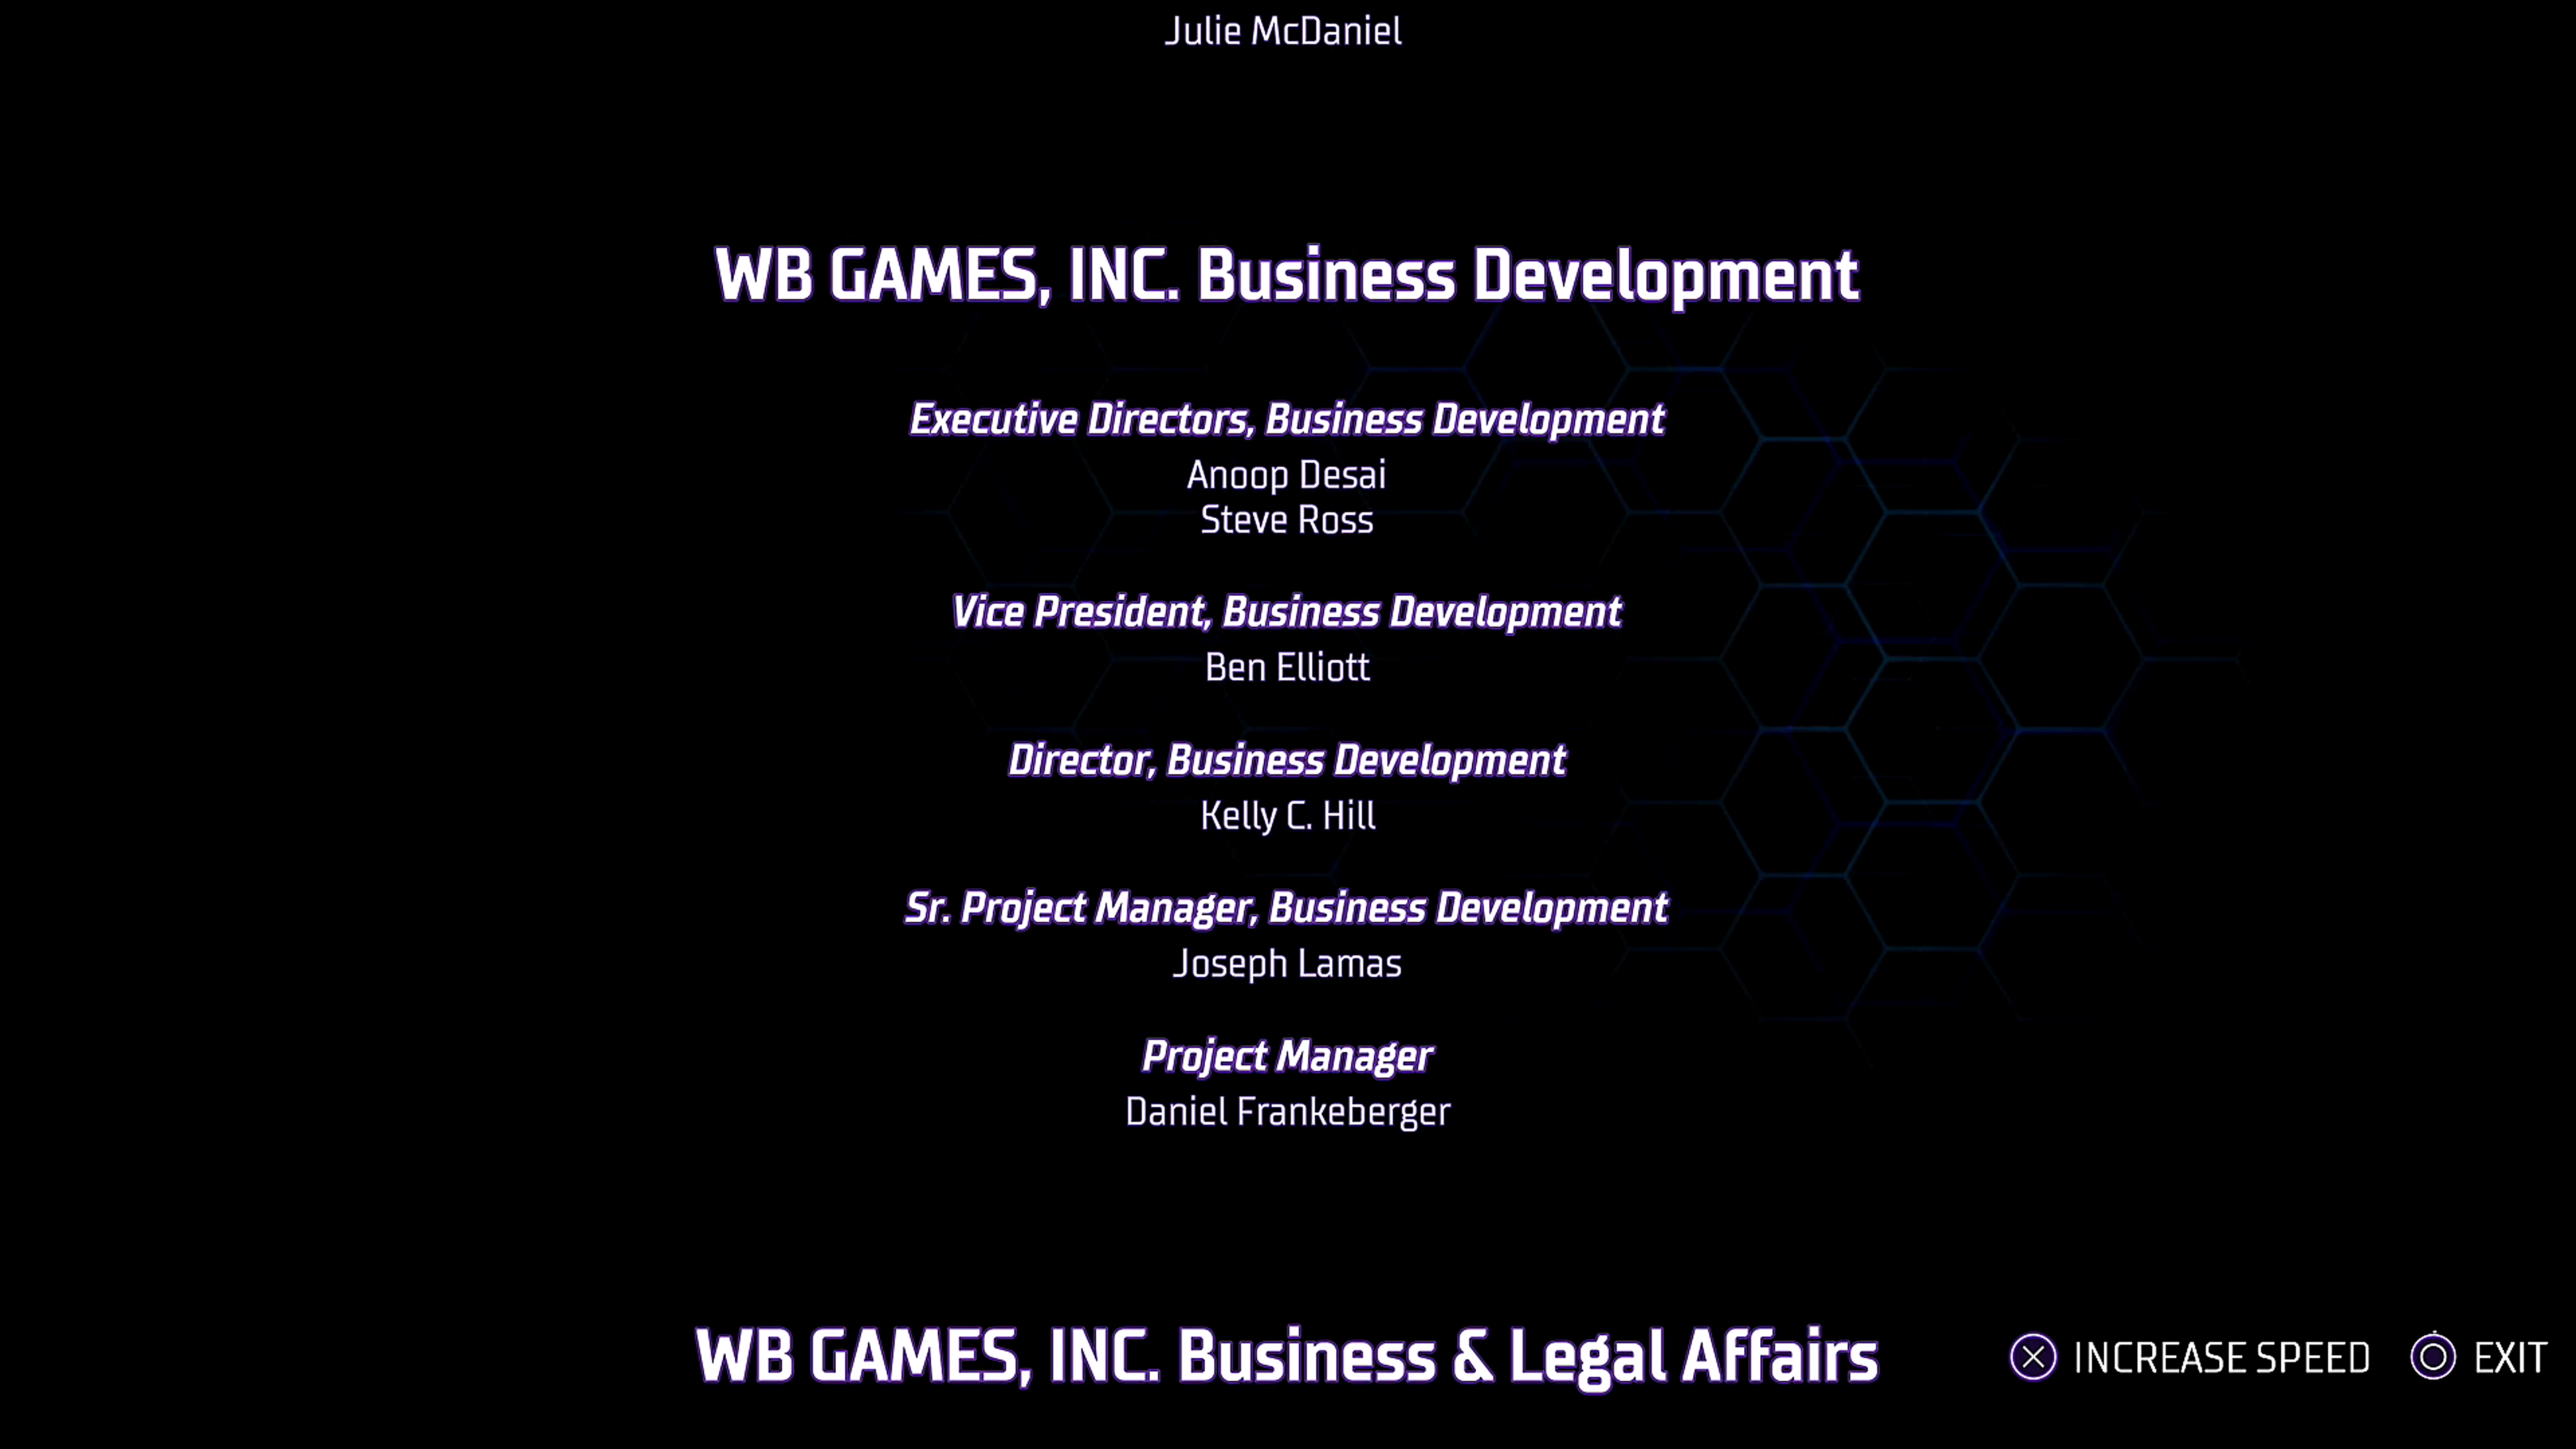 Julie McDaniel
WB GAMES, INC. Business Development
Executive Directors, Business Development
Anoop Desai
Steve Ross
Vice President, Business Development
Ben Elliott
Director, Business Development
Kelly C. Hill
Sr. Project Manager, Business Development
Joseph Lamas
Project Manager
Daniel Frankeberger
WB GAMES, INC. Business & Legal Affairs
INCREASE SPEED
EXIT